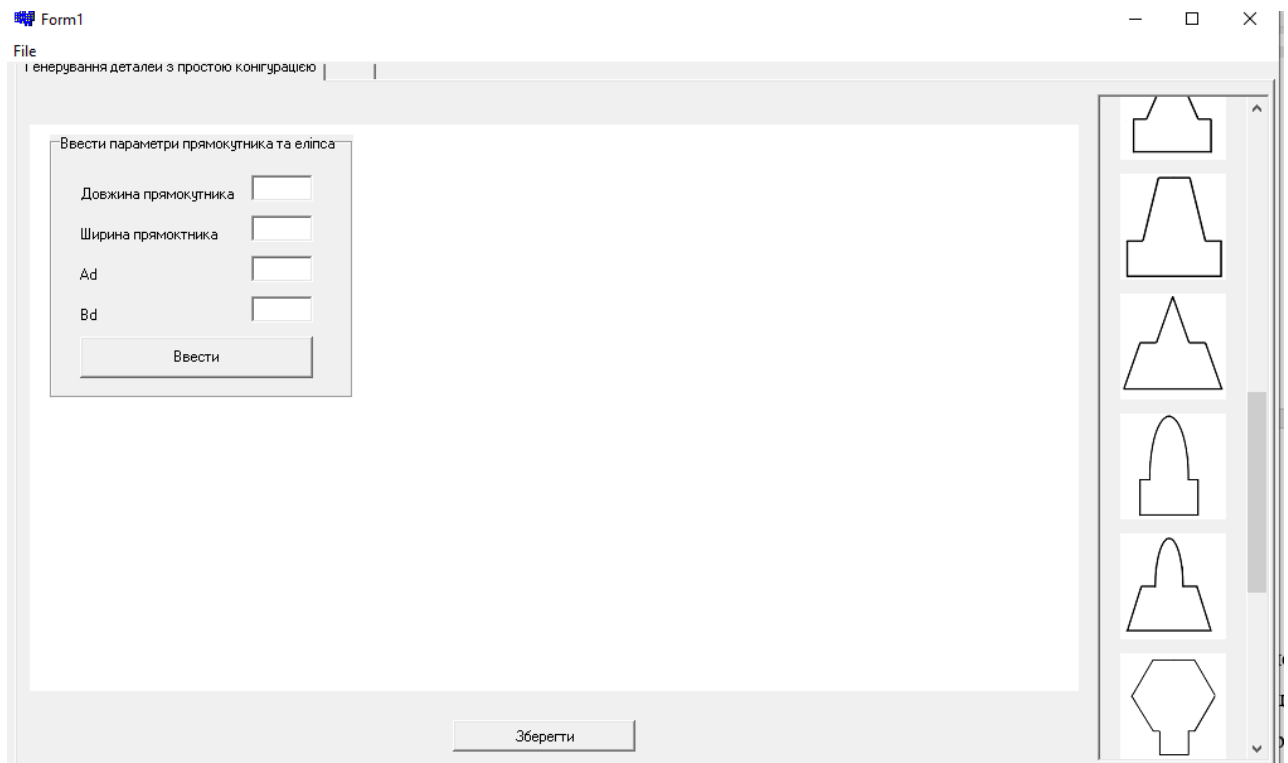 Form1
File
Генерування деталей з простою конігурацією
Ввести параметри прямокутника та еліпса
Довжина прямокутника
Ширина прямоктника
Ad
Bd
Ввести
Зберегти